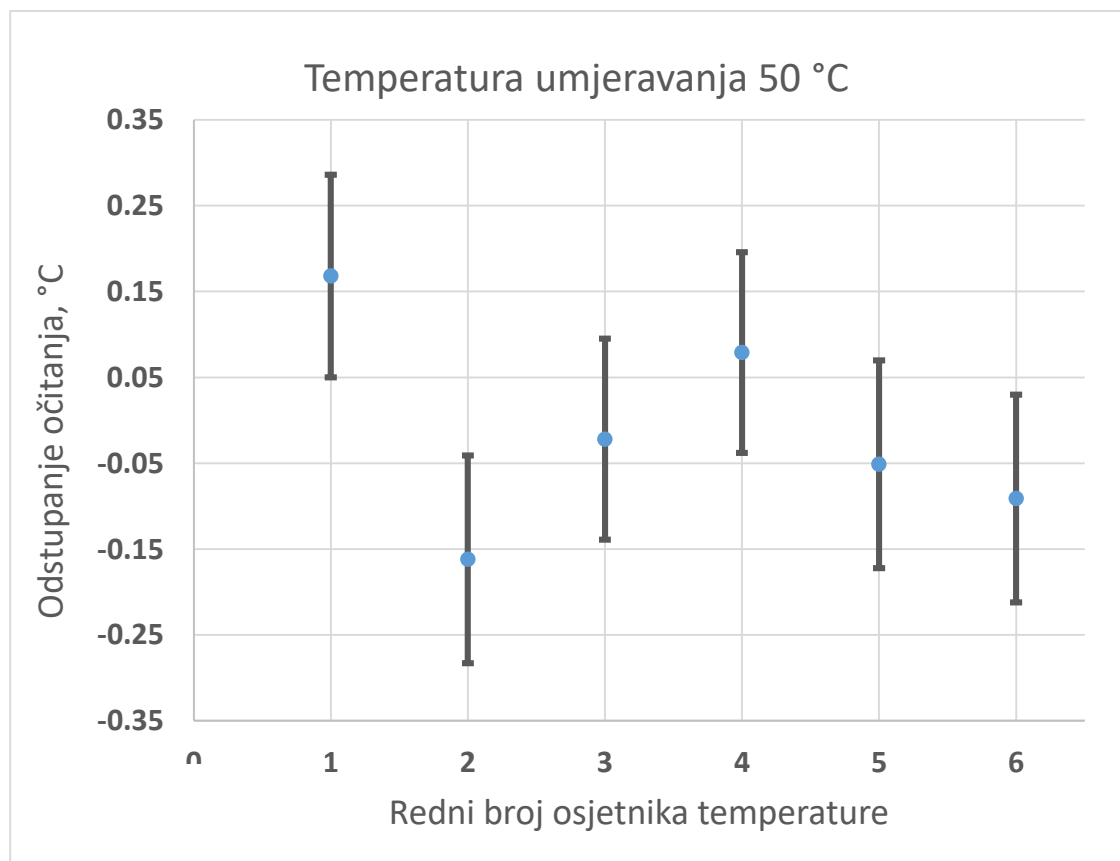 Temperatura umjeravanja 50 °C
0.35
0.25
0.15
0.05
-0.05
-0.15
-0.25
-0.35
0 1 2 3 4 5 6
Odstupanje očitanja, °C
Redni broj osjetnika temperature